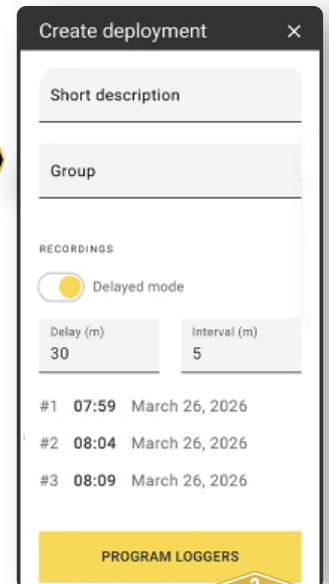 Create deployment ×
Short description
Group
RECORDINGS
Delayed mode
Delay (m) Interval (m)
30 5
#1 07:59 March 26, 2026
#2 08:04 March 26, 2026
#3 08:09 March 26, 2026
PROGRAM LOGGERS